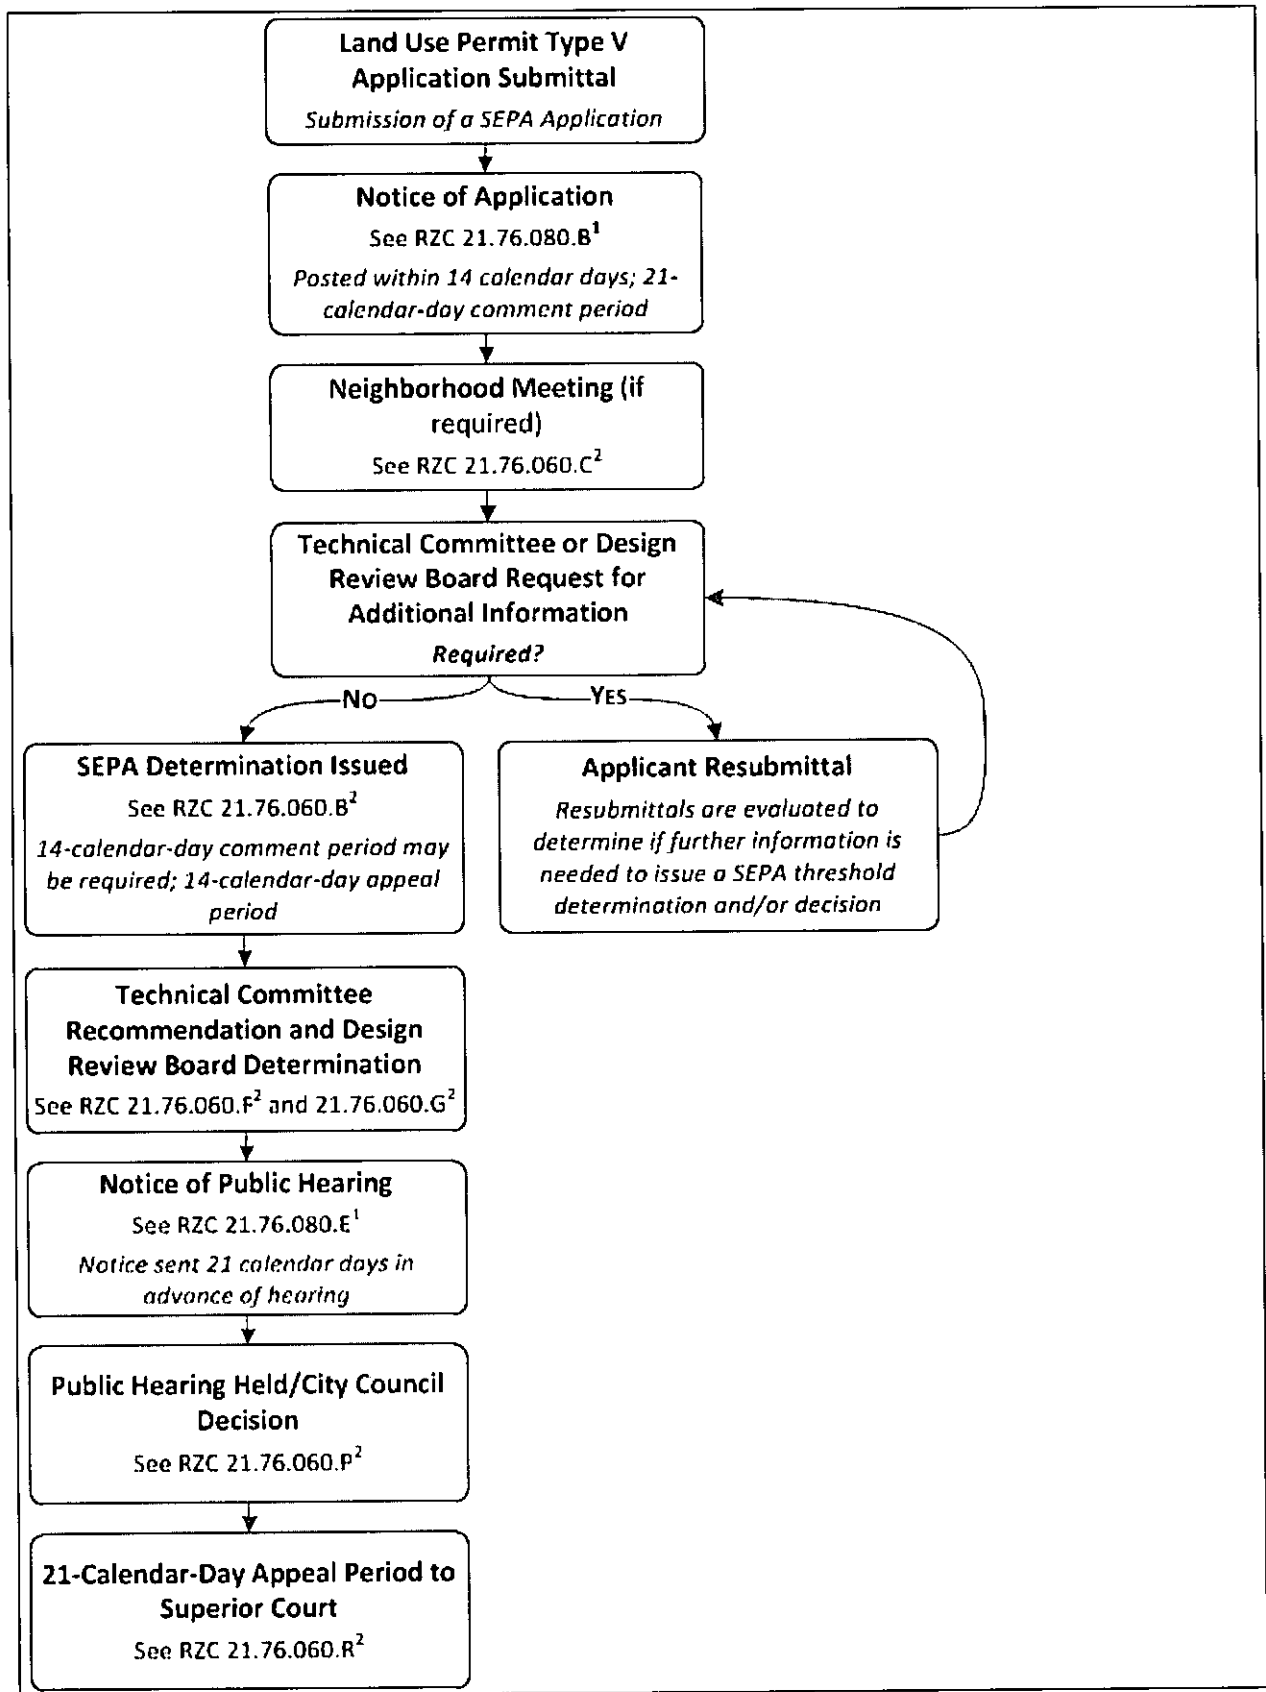 Land Use Permit Type V
Application Submittal
Submission of a SEPA Application
Notice of Application
See RZC 21.76.080.B¹
Posted within 14 calendar days; 21-
calendar-day comment period
Neighborhood Meeting (if
required)
See RZC 21.76.060.C²
Technical Committee or Design
Review Board Request for
Additional Information
Required?
NO
YES
SEPA Determination Issued
See RZC 21.76.060.B²
14-calendar-day comment period may
be required; 14-calendar-day appeal
period
Applicant Resubmittal
Resubmittals are evaluated to
determine if further information is
needed to issue a SEPA threshold
determination and/or decision
Technical Committee
Recommendation and Design
Review Board Determination
See RZC 21.76.060.F² and 21.76.060.G²
Notice of Public Hearing
See RZC 21.76.080.E¹
Notice sent 21 calendar days in
advance of hearing
Public Hearing Held/City Council
Decision
See RZC 21.76.060.P²
21-Calendar-Day Appeal Period to
Superior Court
See RZC 21.76.060.R²